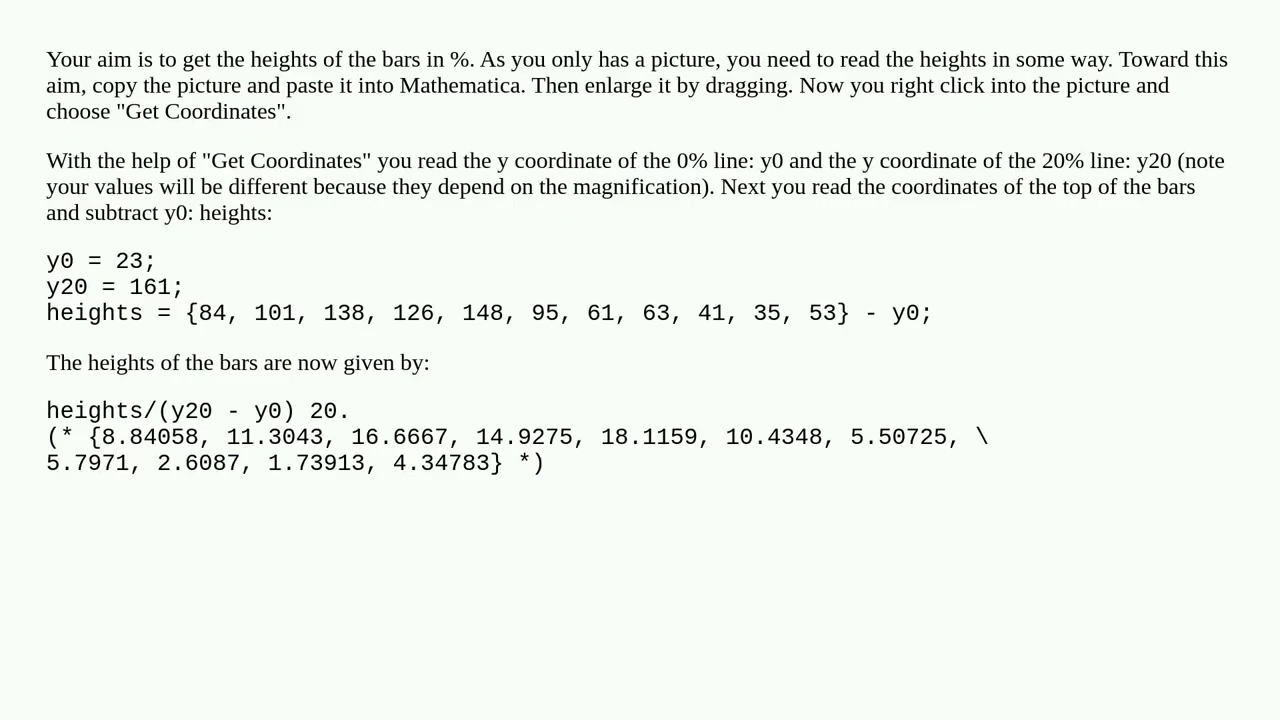 Your aim is to get the heights of the bars in %. As you only has a picture, you need to read the heights in some way. Toward this
aim, copy the picture and paste it into Mathematica. Then enlarge it by dragging. Now you right click into the picture and
choose "Get Coordinates".
With the help of "Get Coordinates" you read the y coordinate of the 0% line: y0 and the y coordinate of the 20% line: y20 (note
your values will be different because they depend on the magnification). Next you read the coordinates of the top of the bars
and subtract y0: heights:
y0 = 23;
y20 = 161;
heights = {84, 101, 138, 126, 148, 95, 61, 63, 41, 35, 53} - y0;
The heights of the bars are now given by:
heights/(y20 - y0) 20.
(* {8.84058, 11.3043, 16.6667, 14.9275, 18.1159, 10.4348, 5.50725, \
5.7971, 2.6087, 1.73913, 4.34783} *)